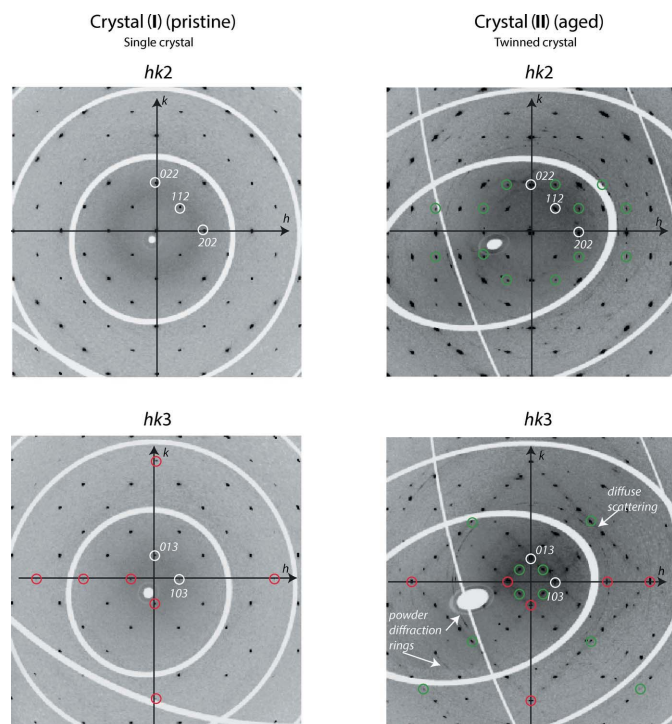 Crystal (I) (pristine)
Single crystal
Crystal (II) (aged)
Twinned crystal
hk2
k
022
112
202
h
hk2
k
022
112
202
h
hk3
k
013
103
h
hk3
k
diffuse
scattering
013
103
h
powder
diffraction
rings